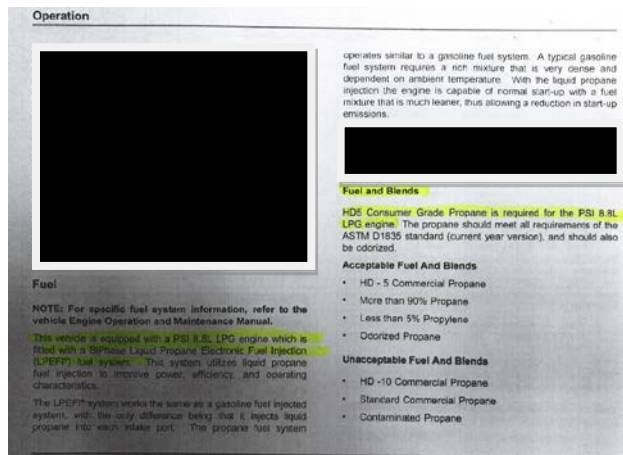 Operation
Fuel
NOTE: For specific fuel system information, refer to the
vehicle Engine Operation and Maintenance Manual.
This vehicle is equipped with a PSI 8.8L LPG engine which is
fitted with a BiPhase Liquid Propane Electronic Fuel Injection
(LPEFI®) fuel system. This system utilizes liquid propane
fuel injection to improve power, efficiency, and operating
characteristics.
The LPEFI® system works the same as a gasoline fuel injected
system, with the only difference being that it injects liquid
propane into each intake port. The propane fuel system
operates similar to a gasoline fuel system. A typical gasoline
fuel system requires a rich mixture that is very dense and
dependent on ambient temperature. With the liquid propane
injection the engine is capable of normal start-up with a fuel
mixture that is much leaner, thus allowing a reduction in start-up
emissions.
Fuel and Blends
HD5 Consumer Grade Propane is required for the PSI 8.8L
LPG engine. The propane should meet all requirements of the
ASTM D1835 standard (current year version), and should also
be odorized.
Acceptable Fuel And Blends
• HD - 5 Commercial Propane
• More than 90% Propane
• Less than 5% Propylene
• Odorized Propane
Unacceptable Fuel And Blends
• HD -10 Commercial Propane
• Standard Commercial Propane
• Contaminated Propane